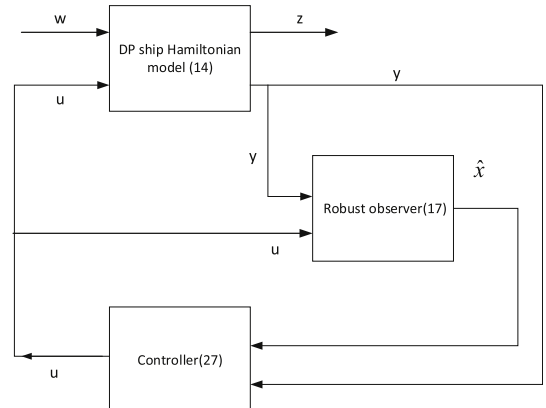 w
z
DP ship Hamiltonian
model (14)
u
y
y
x̂
Robust observer(17)
u
Controller(27)
u